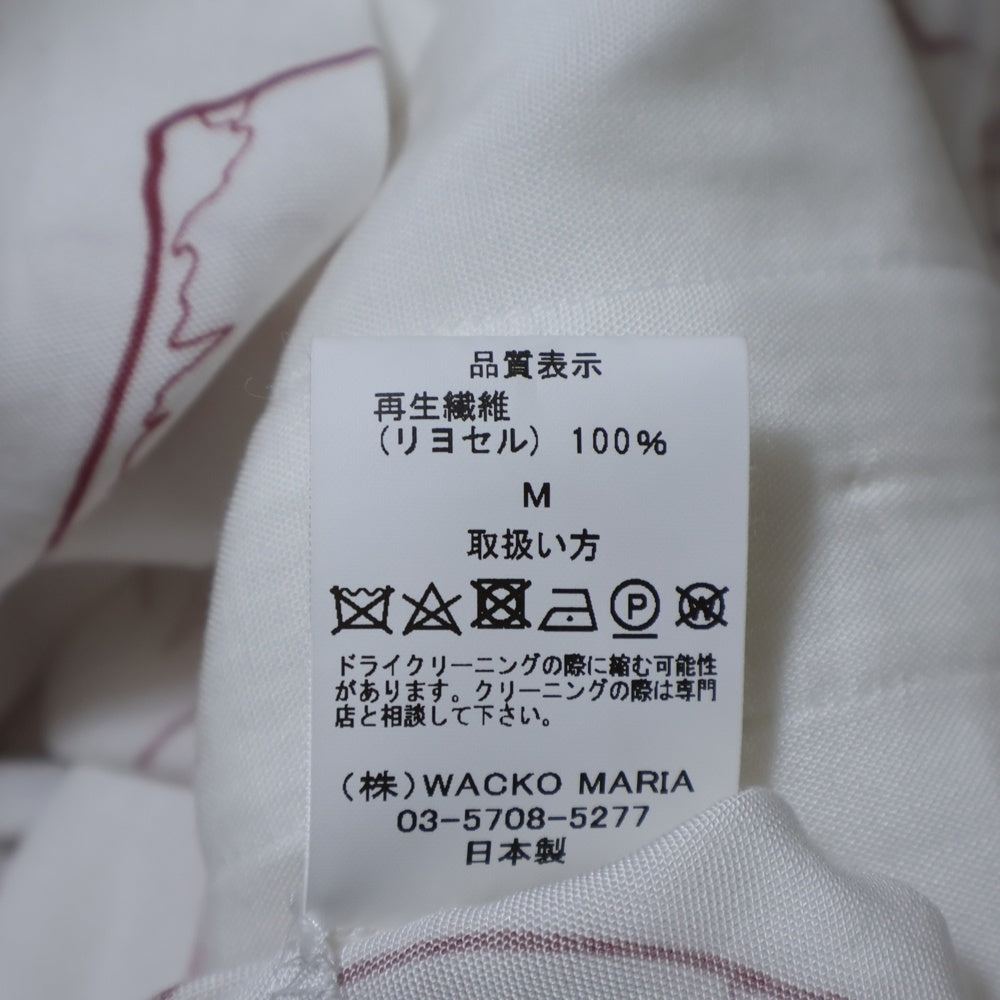 品質表示
再生繊維
(リヨセル) 100%
M
取扱い方
P W
ドライクリーニングの際に縮む可能性
があります。クリーニングの際は専門
店と相談して下さい。
(株)WACKO MARIA
03-5708-5277
日本製